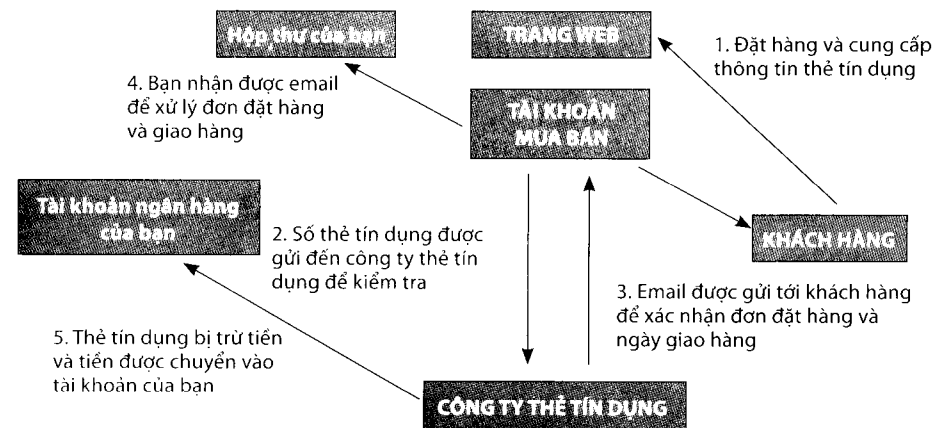 Hộp thư của bạn
TRANG WEB
1. Đặt hàng và cung cấp
thông tin thẻ tín dụng
4. Bạn nhận được email
để xử lý đơn đặt hàng
và giao hàng
TÀI KHOẢN
MUA BÁN
Tài khoản ngân hàng
của bạn
2. Số thẻ tín dụng được
gửi đến công ty thẻ tín
dụng để kiểm tra
KHÁCH HÀNG
3. Email được gửi tới khách hàng
để xác nhận đơn đặt hàng và
ngày giao hàng
5. Thẻ tín dụng bị trừ tiền
và tiền được chuyển vào
tài khoản của bạn
CÔNG TY THẺ TÍN DỤNG